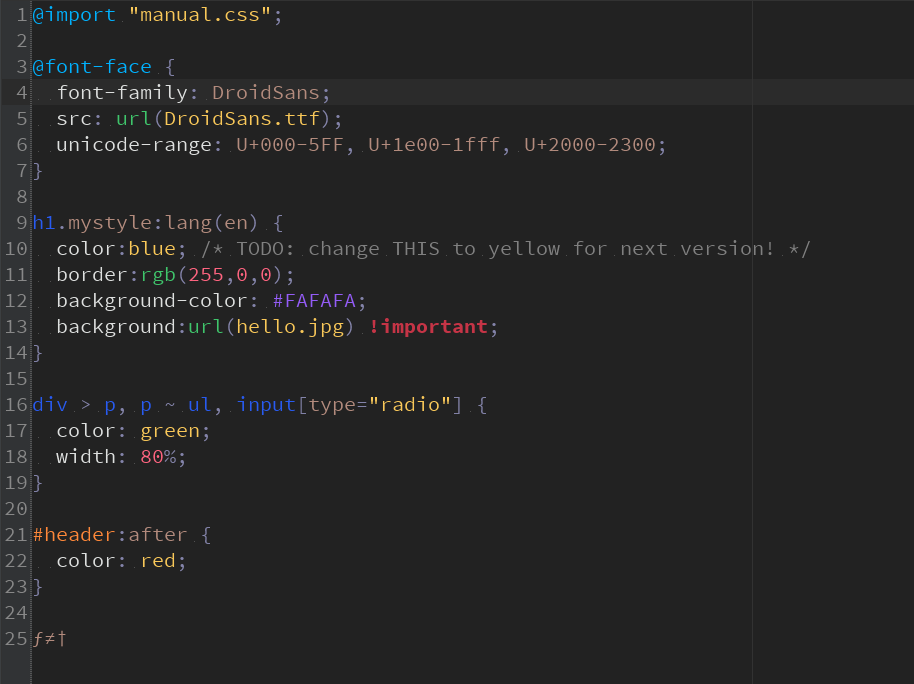 1 @import "manual.css";
2
3 @font-face {
4   font-family: DroidSans;
5   src: url(DroidSans.ttf);
6   unicode-range: U+000-5FF, U+1e00-1fff, U+2000-2300;
7 }
8
9 h1.mystyle:lang(en) {
10   color:blue; /* TODO: change THIS to yellow for next version! */
11   border:rgb(255,0,0);
12   background-color: #FAFAFA;
13   background:url(hello.jpg) !important;
14 }
15
16 div > p, p ~ ul, input[type="radio"] {
17   color: green;
18   width: 80%;
19 }
20
21 #header:after {
22   color: red;
23 }
24
25 ƒ≠†